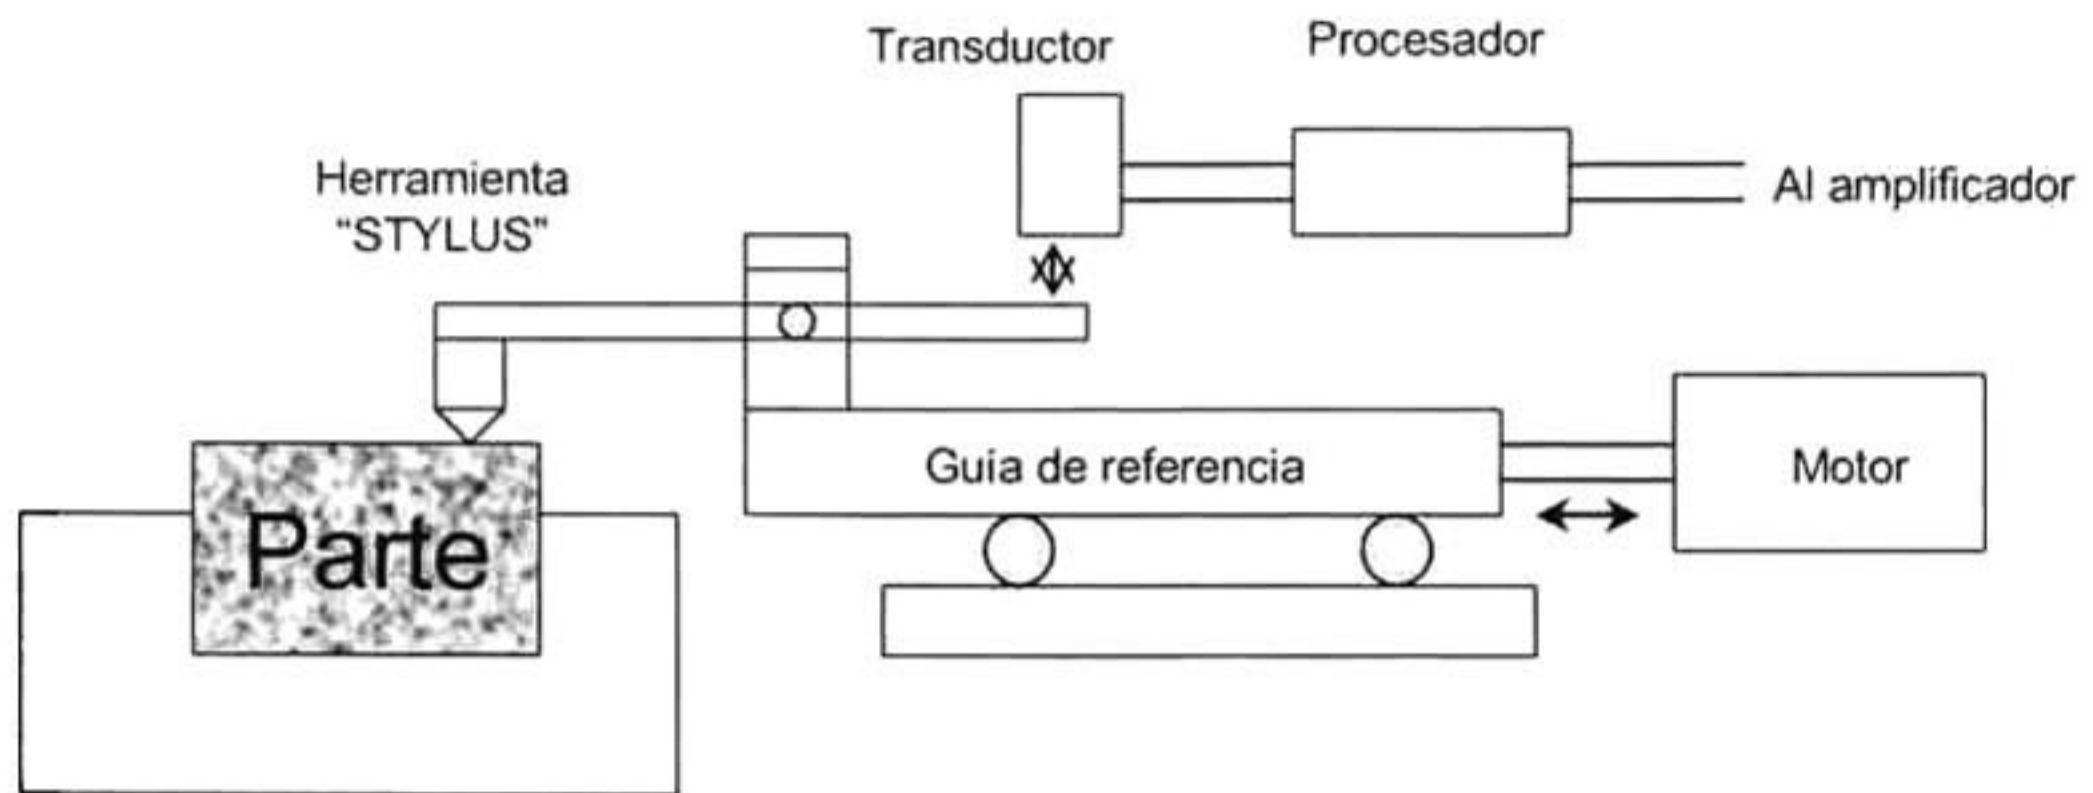 Transductor
Procesador
Herramienta
“STYLUS”
Al amplificador
Guia de referencia
Motor
Parte